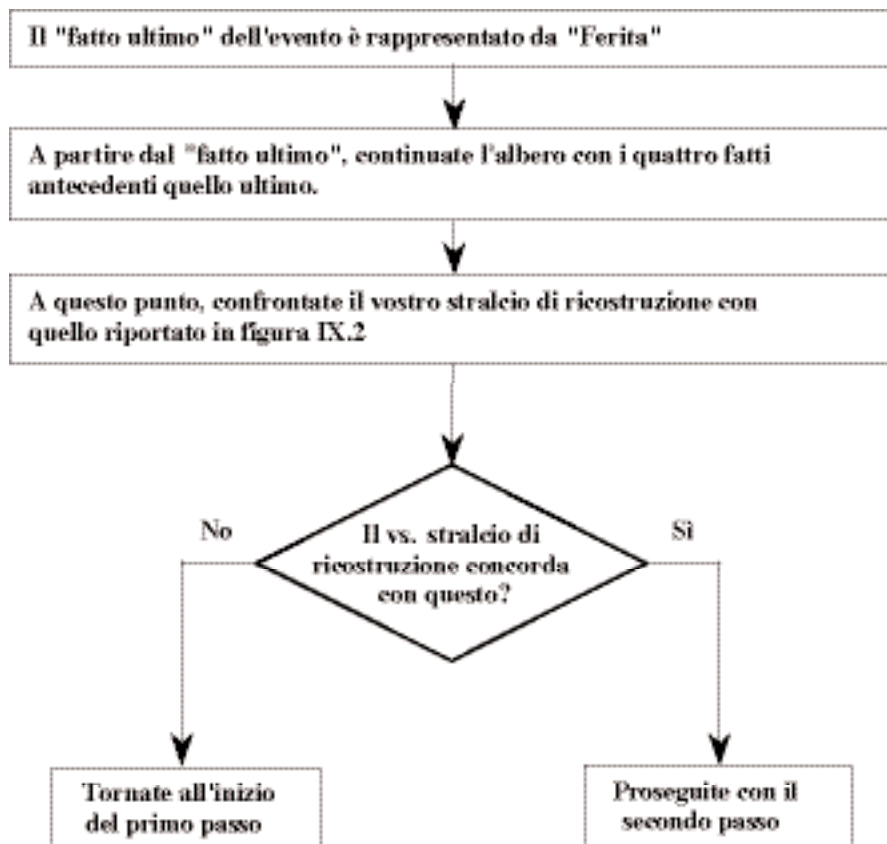 Il "fatto ultimo" dell'evento è rappresentato da "Ferita"
A partire dal "fatto ultimo", continuate l'albero con i quattro fatti
antecedenti quello ultimo.
A questo punto, confrontate il vostro stralcio di ricostruzione con
quello riportato in figura IX.2
No
Il vs. stralcio di
ricostruzione concorda
con questo?
Sì
Tornate all'inizio
del primo passo
Proseguite con il
secondo passo